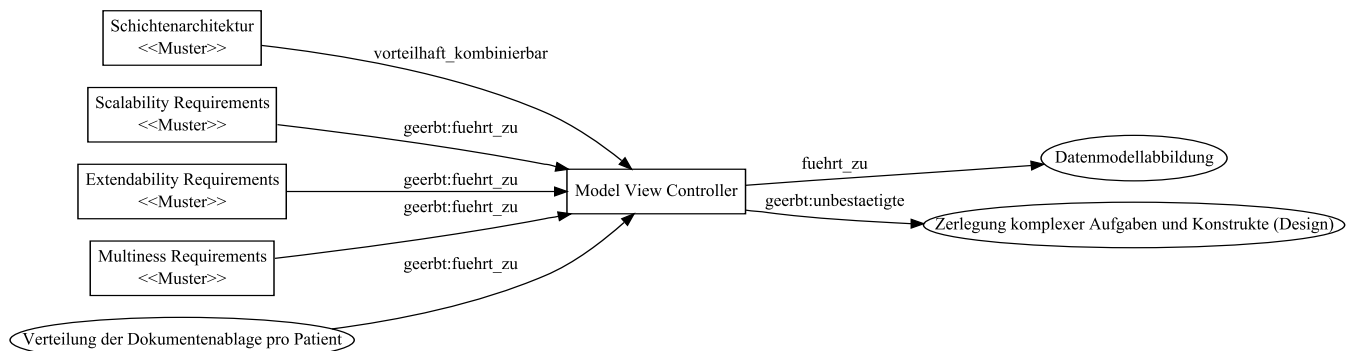 Schichtenarchitektur
<<Muster>>
vorteilhaft_kombinierbar
Scalability Requirements
<<Muster>>
geerbt:fuehrt_zu
Extendability Requirements
<<Muster>>
geerbt:fuehrt_zu
Multiness Requirements
<<Muster>>
geerbt:fuehrt_zu
Verteilung der Dokumentenablage pro Patient
geerbt:fuehrt_zu
Model View Controller
fuehrt_zu
Datenmodellabbildung
geerbt:unbestaetigte
Zerlegung komplexer Aufgaben und Konstrukte (Design)